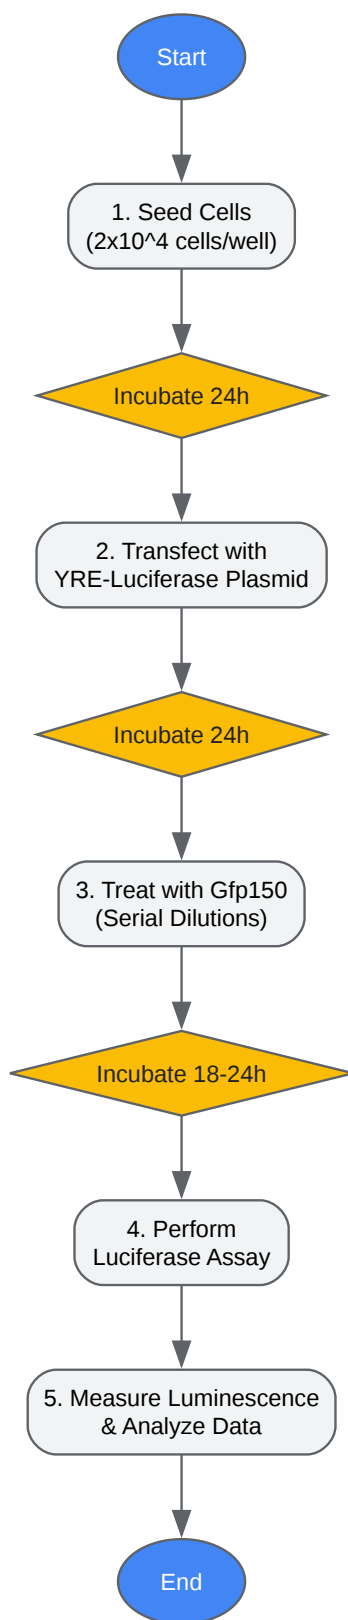 Start
1. Seed Cells
(2x10^4 cells/well)
Incubate 24h
2. Transfect with
YRE-Luciferase Plasmid
Incubate 24h
3. Treat with Gfp150
(Serial Dilutions)
Incubate 18-24h
4. Perform
Luciferase Assay
5. Measure Luminescence
& Analyze Data
End